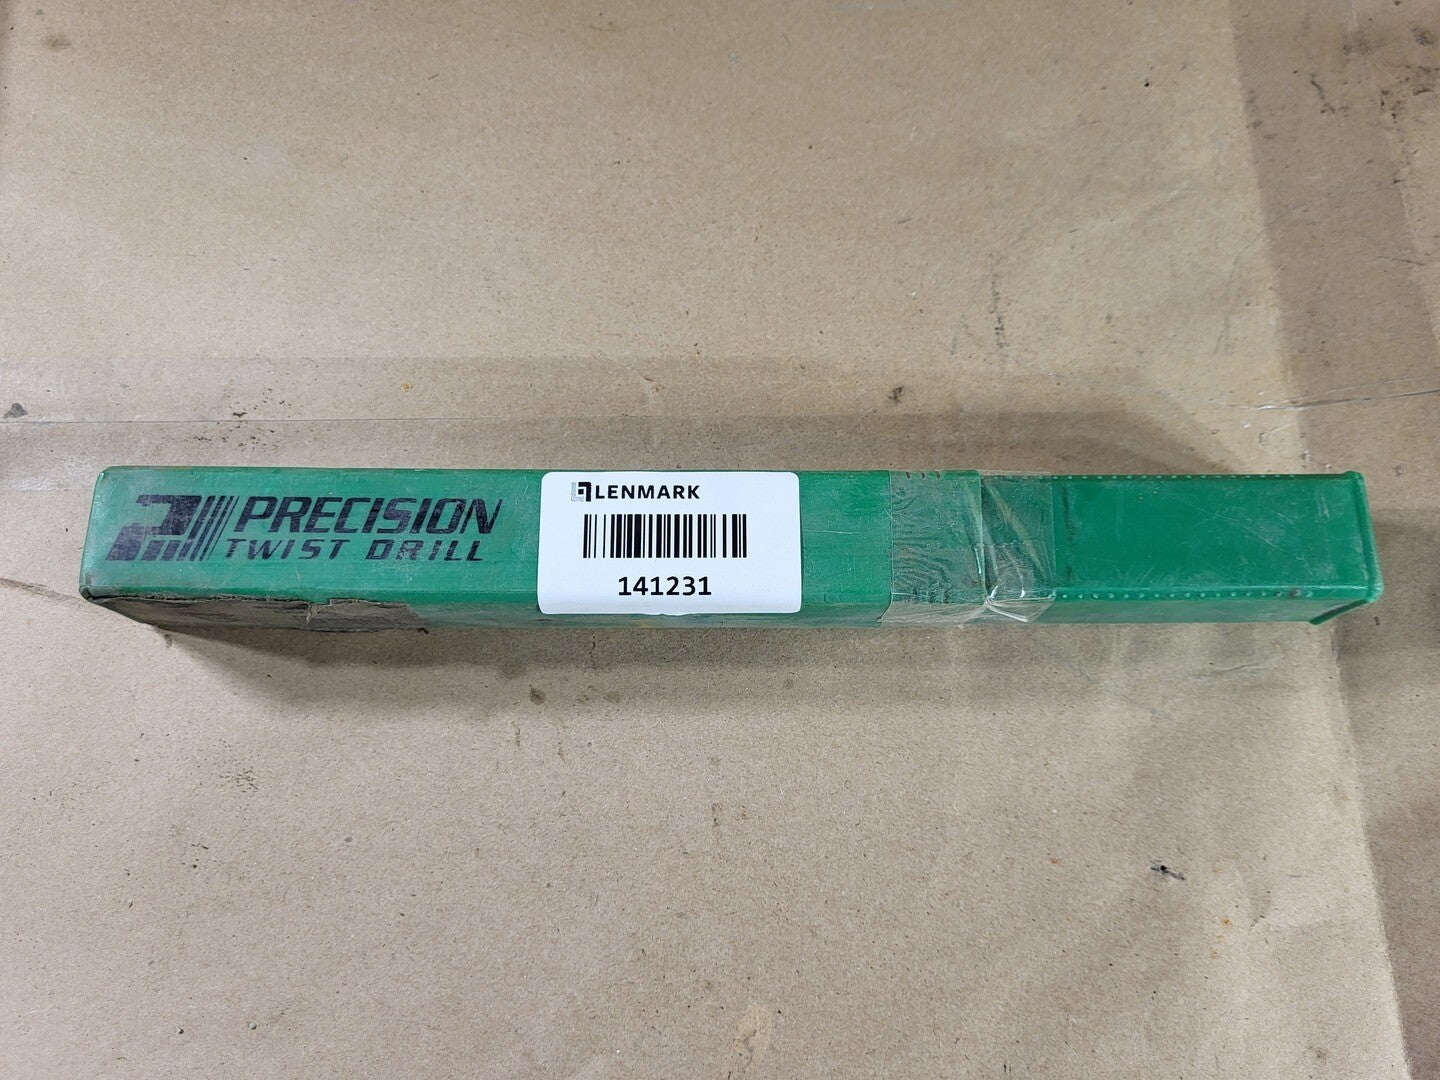 PRECISION
TWIST DRILL
LENMARK
141231